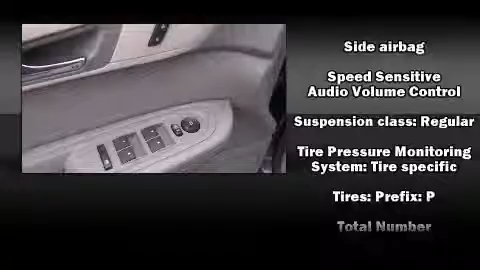 Side airbag
Speed Sensitive
Audio Volume Control
Suspension class: Regular
Tire Pressure Monitoring
System: Tire specific
Tires: Prefix: P
Total Number